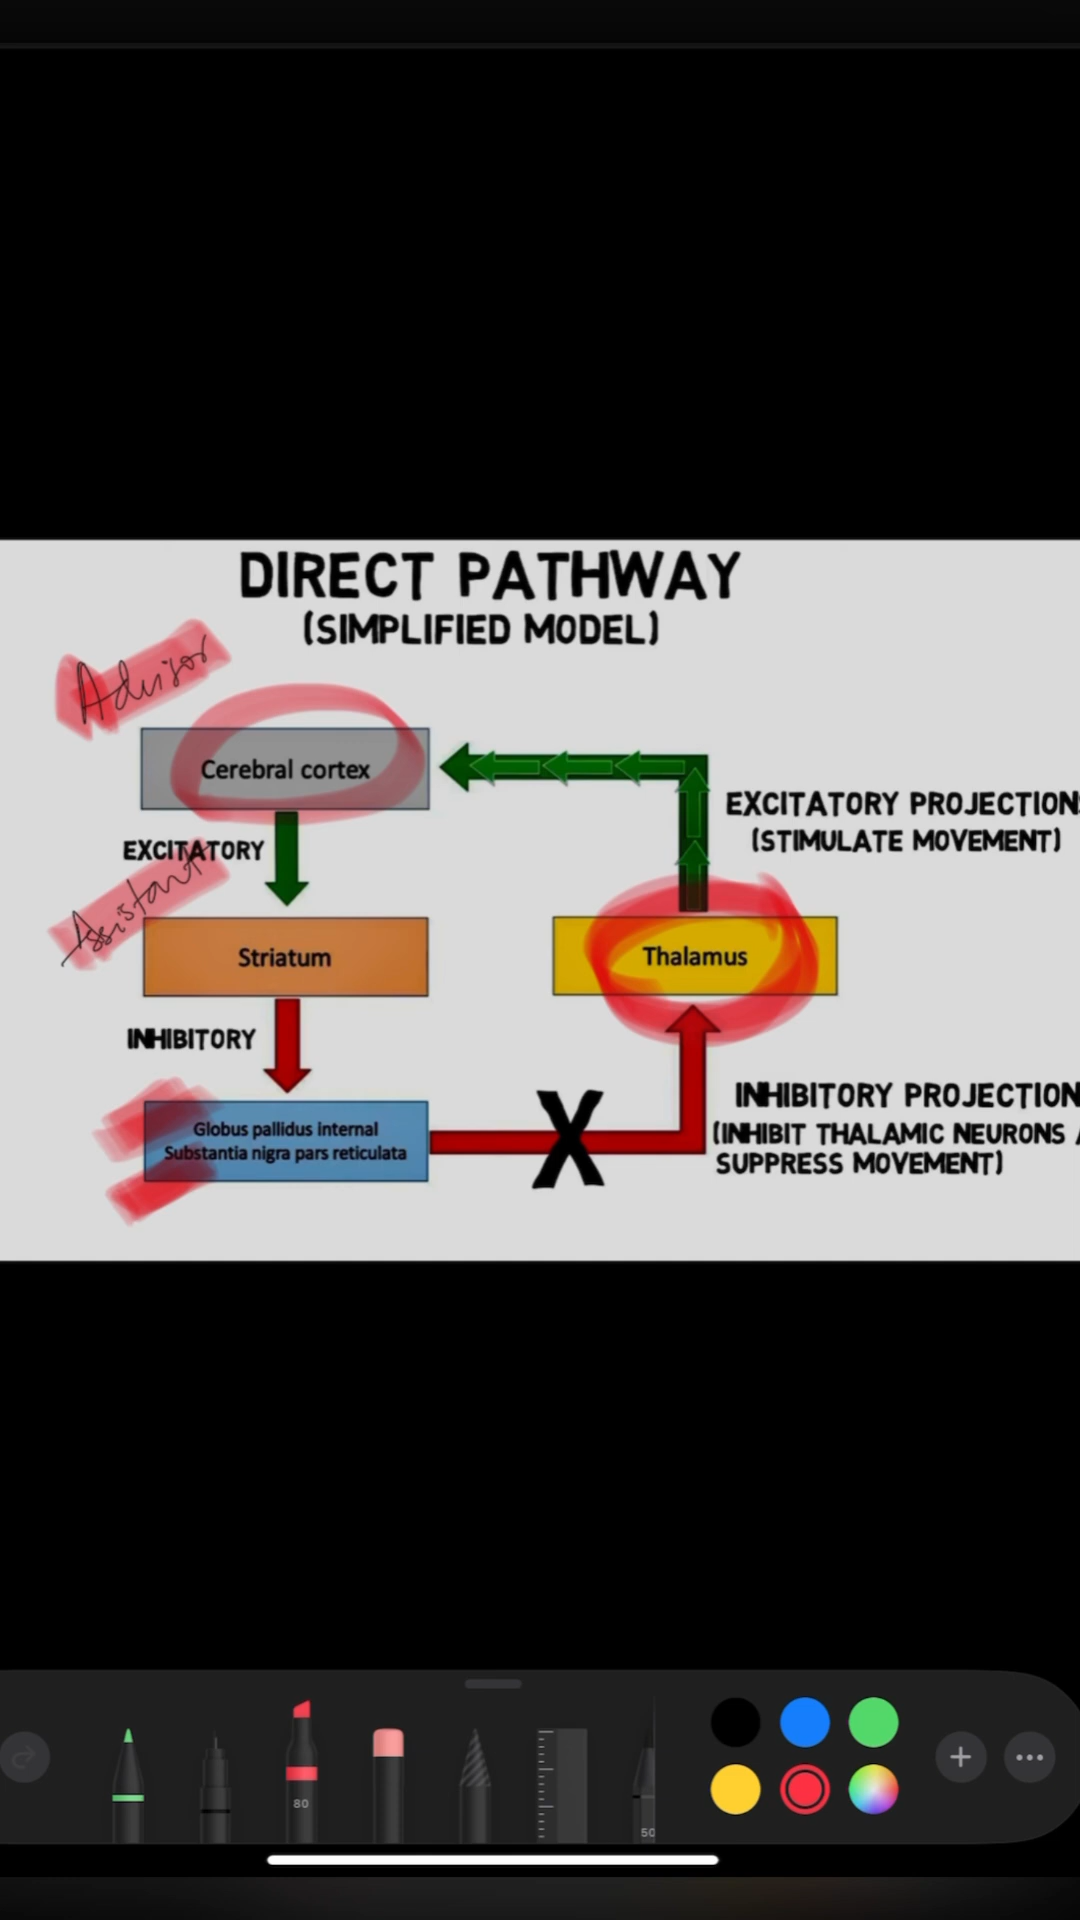 DIRECT PATHWAY
(SIMPLIFIED MODEL)
Advisor
Cerebral cortex
EXCITATORY PROJECTIONS
(STIMULATE MOVEMENT)
EXCITATORY
Assistant
Striatum
Thalamus
INHIBITORY
Globus pallidus internal
Substantia nigra pars reticulata
X
INHIBITORY PROJECTION
(INHIBIT THALAMIC NEURONS
SUPPRESS MOVEMENT)
80
50